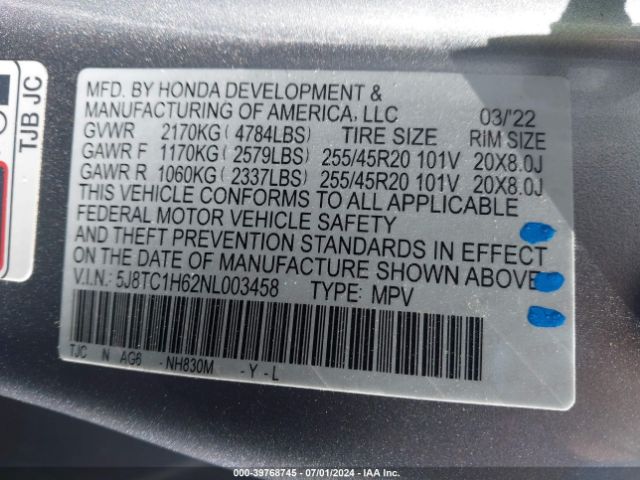 TJB JC
MFD. BY HONDA DEVELOPMENT &
MANUFACTURING OF AMERICA, LLC 03/'22
GVWR 2170KG ( 4784LBS) TIRE SIZE RIM SIZE
GAWR F 1170KG ( 2579LBS) 255/45R20 101V 20X8.0J
GAWR R 1060KG ( 2337LBS) 255/45R20 101V 20X8.0J
THIS VEHICLE CONFORMS TO ALL APPLICABLE
FEDERAL MOTOR VEHICLE SAFETY
AND THEFT PREVENTION STANDARDS IN EFFECT
ON THE DATE OF MANUFACTURE SHOWN ABOVE
V.I.N.: 5J8TC1H62NL003458 TYPE: MPV
TJC N AG6 - NH830M - Y - L
000-39768745 - 07/01/2024 - IAA Inc.